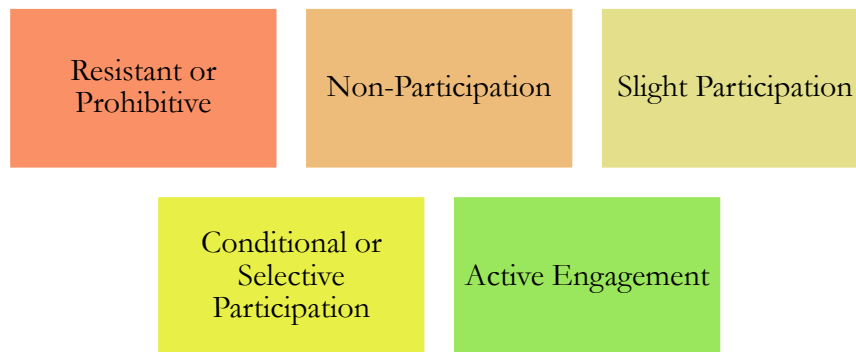 Resistant or
Prohibitive
Non-Participation
Slight Participation
Conditional or
Selective
Participation
Active Engagement